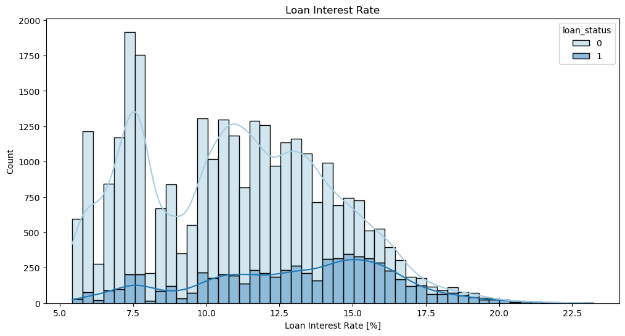 Loan Interest Rate
2000
1750
1500
1250
1000
750
500
250
0
Count
loan_status
0
1
5.0 7.5 10.0 12.5 15.0 17.5 20.0 22.5
Loan Interest Rate [%]